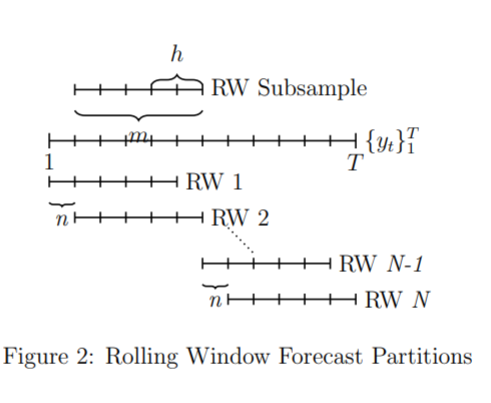 h
RW Subsample
m
{y_t}_1^T
1
T
RW 1
n
RW 2
RW N-1
n
RW N
Figure 2: Rolling Window Forecast Partitions